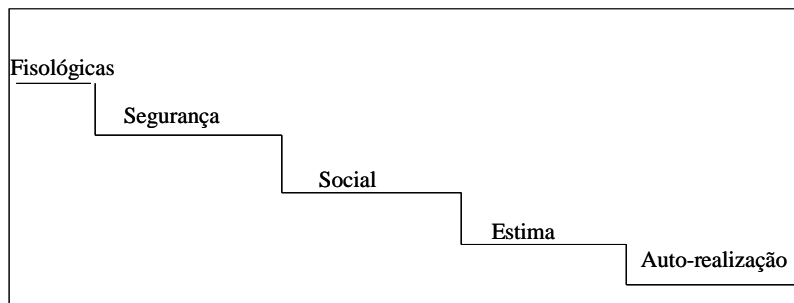 Fisológicas
Segurança
Social
Estima
Auto-realização